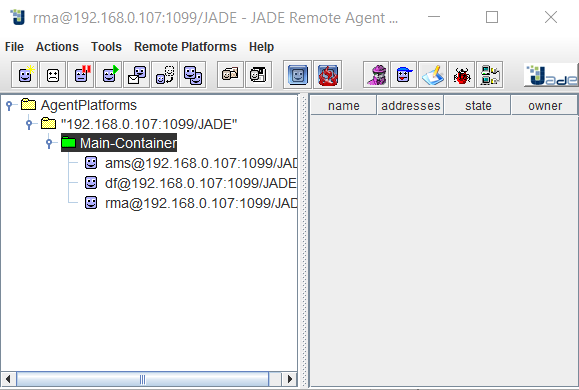 rma@192.168.0.107:1099/JADE - JADE Remote Agent ...
File Actions Tools Remote Platforms Help
Jade
AgentPlatforms
"192.168.0.107:1099/JADE"
Main-Container
ams@192.168.0.107:1099/JAD
df@192.168.0.107:1099/JADE
rma@192.168.0.107:1099/JAD
name addresses state owner